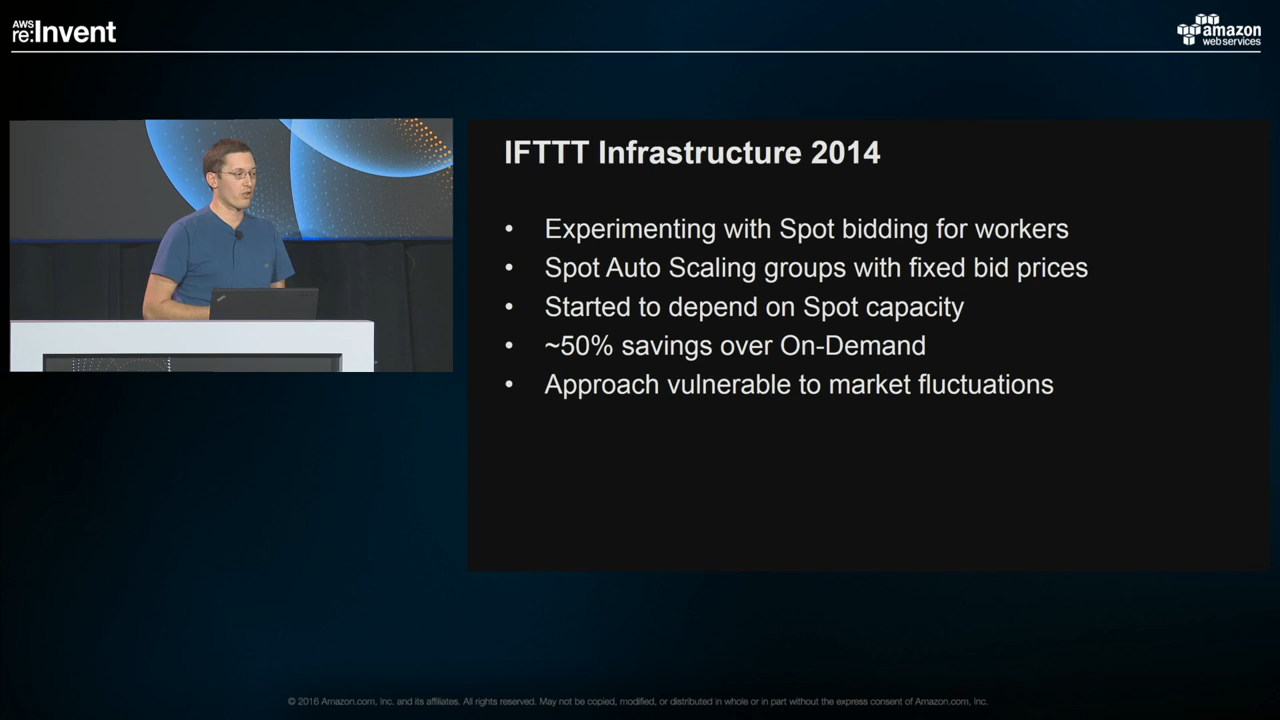 AWS
re:Invent
amazon
web services
IFTTT Infrastructure 2014
• Experimenting with Spot bidding for workers
• Spot Auto Scaling groups with fixed bid prices
• Started to depend on Spot capacity
• ~50% savings over On-Demand
• Approach vulnerable to market fluctuations
© 2016 Amazon.com, Inc. and its affiliates. All rights reserved. May not be copied, modified, or distributed in whole or in part without the express consent of Amazon.com, Inc.